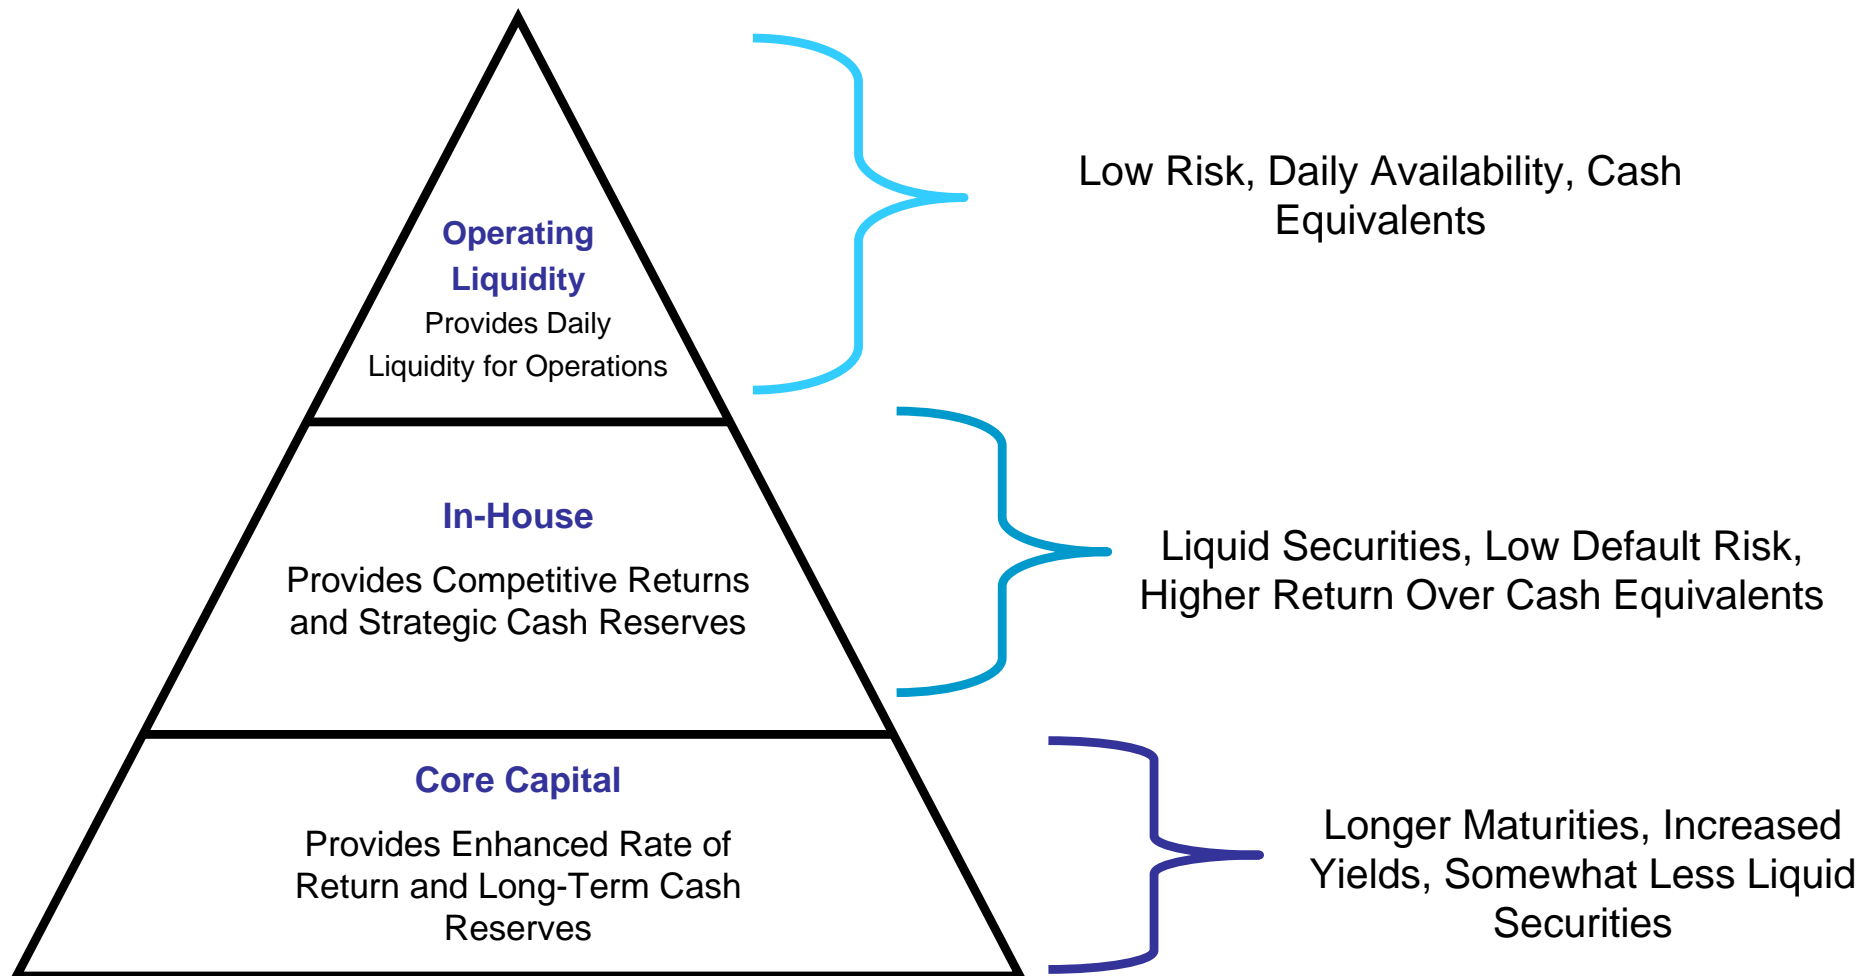 Operating
Liquidity
Provides Daily
Liquidity for Operations
Low Risk, Daily Availability, Cash
Equivalents
In-House
Provides Competitive Returns
and Strategic Cash Reserves
Liquid Securities, Low Default Risk,
Higher Return Over Cash Equivalents
Core Capital
Provides Enhanced Rate of
Return and Long-Term Cash
Reserves
Longer Maturities, Increased
Yields, Somewhat Less Liquid
Securities